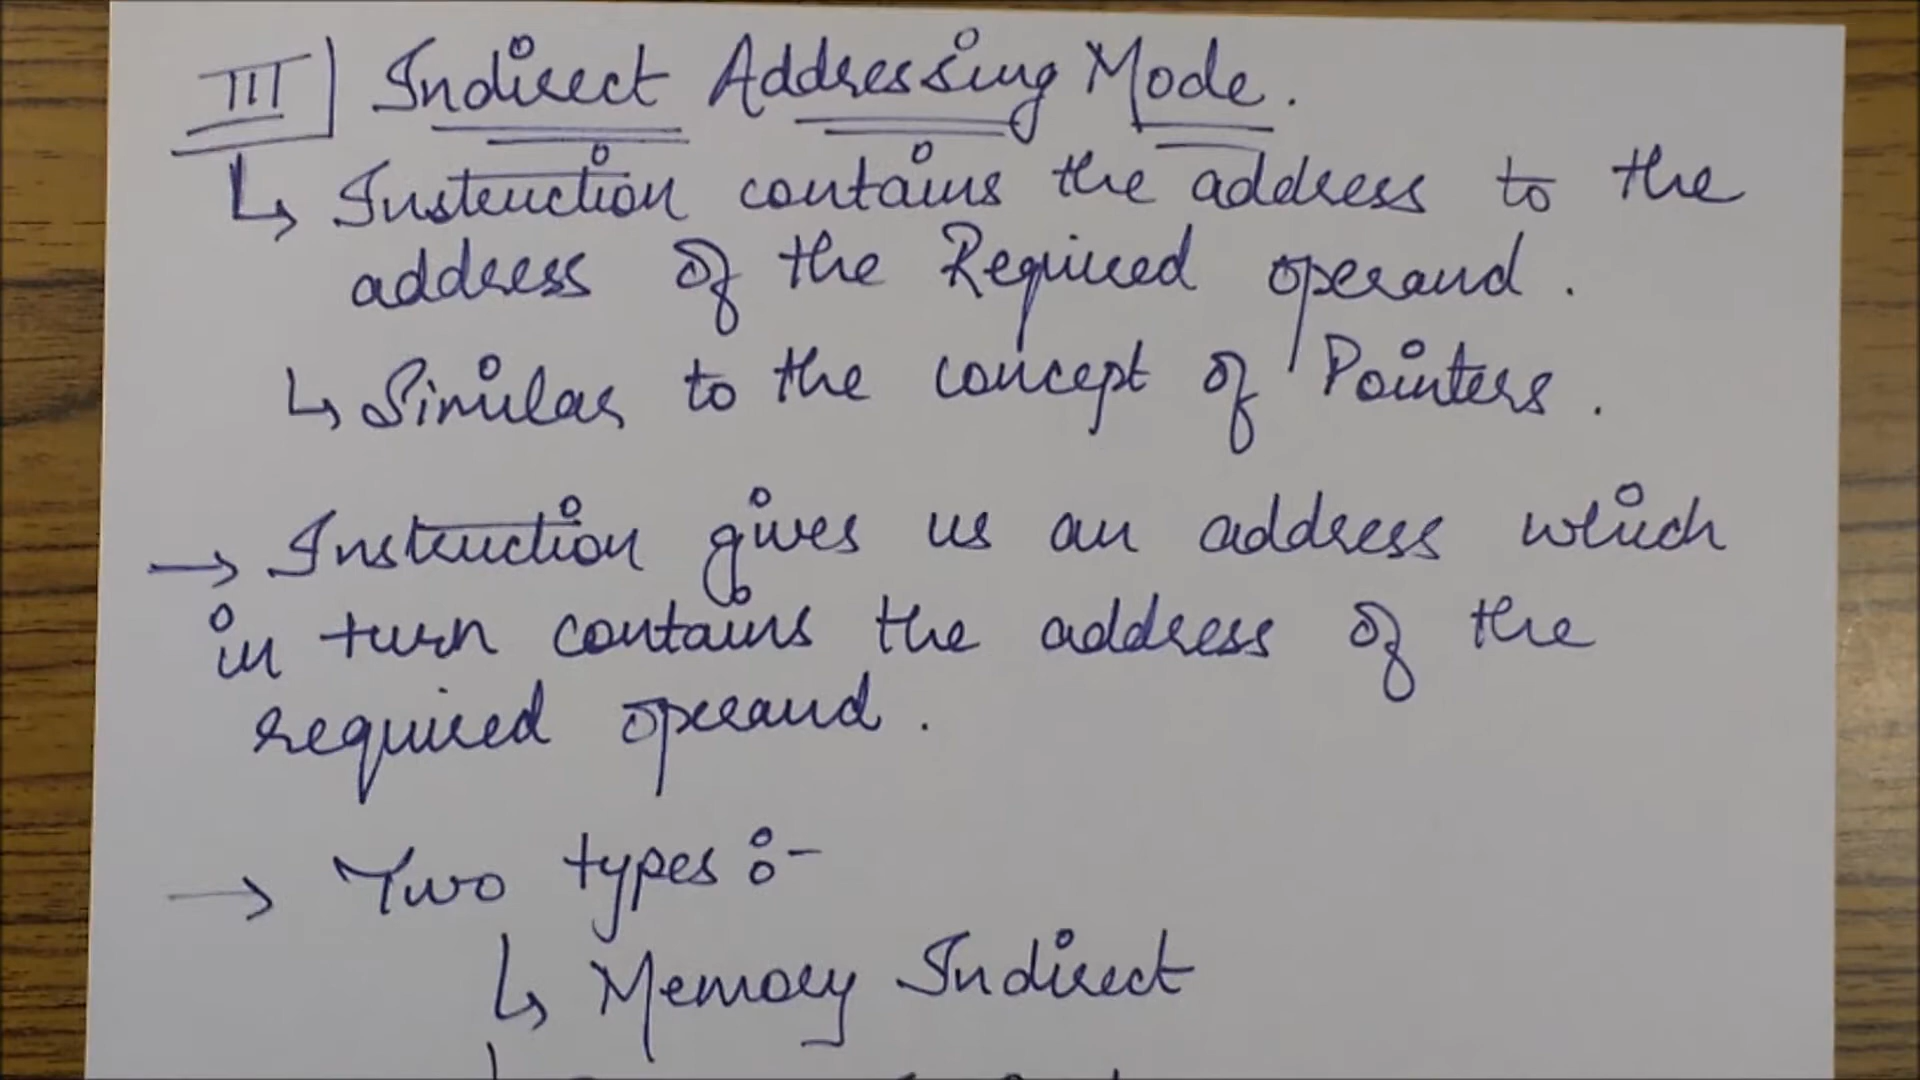 III] Indirect Addressing Mode.
↳ Instruction contains the address to the
address of the Required operand.
↳ Similar to the concept of Pointers.
→ Instruction gives us an address which
in turn contains the address of the
required operand.
→ Two types :-
↳ Memory Indirect